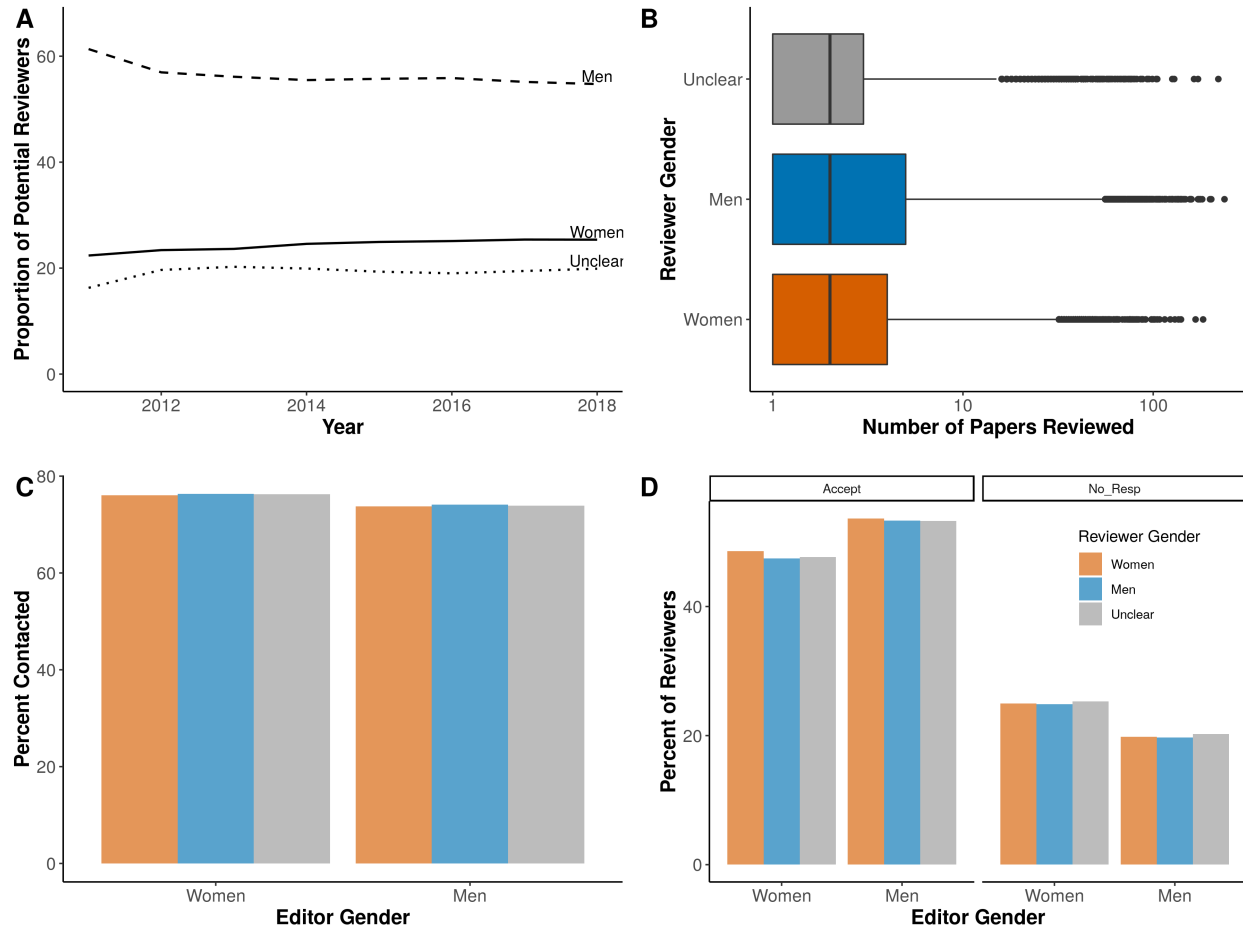 A
Proportion of Potential Reviewers
60
40
20
0
Men
Women
Unclear
2012
2014
2016
2018
Year
B
Reviewer Gender
Unclear
Men
Women
1
10
100
Number of Papers Reviewed
C
Percent Contacted
80
60
40
20
0
Women
Men
Editor Gender
D
Percent of Reviewers
Accept
No_Resp
40
20
0
Reviewer Gender
Women
Men
Unclear
Women
Men
Women
Men
Editor Gender